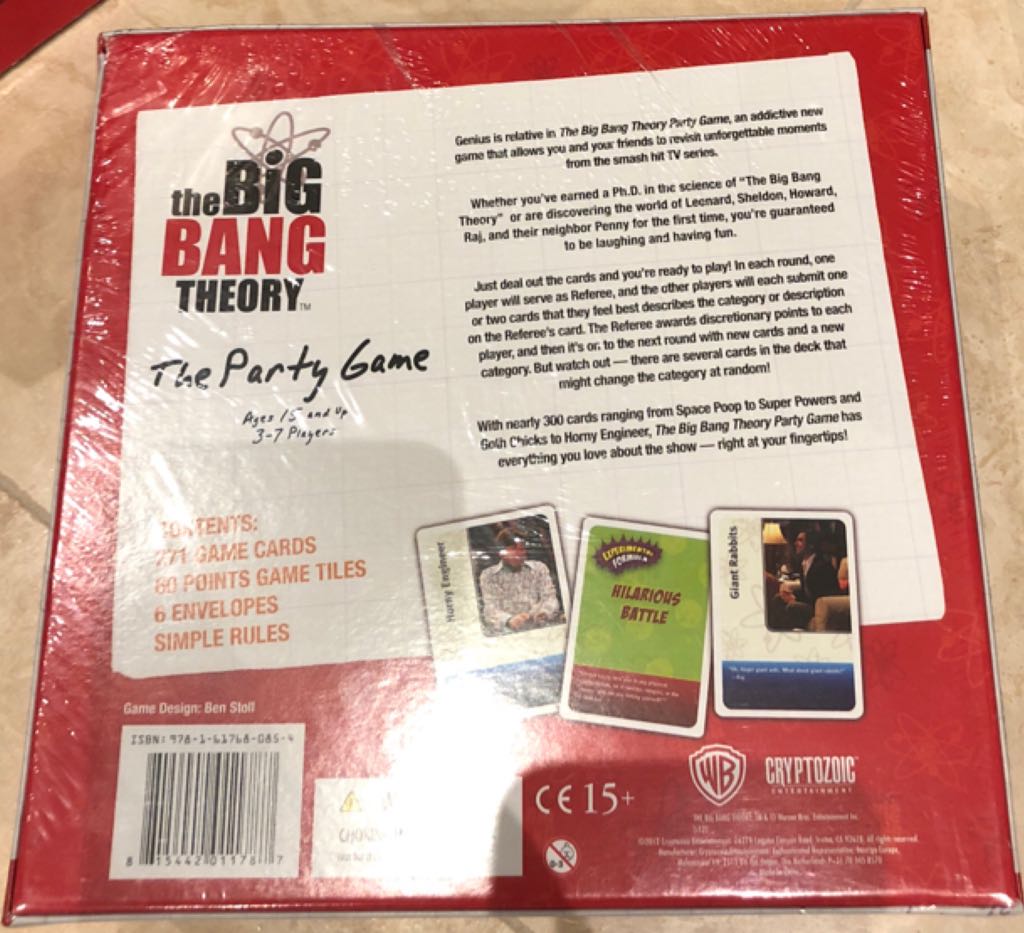 the BiG
BANG
THEORY™
The Party Game
Ages 15 and up
3-7 Players
Genius is relative in The Big Bang Theory Party Game, an addictive new
game that allows you and your friends to revisit unforgettable moments
from the smash hit TV series.
Whether you've earned a Ph.D. in the science of "The Big Bang
Theory" or are discovering the world of Leonard, Sheldon, Howard,
Raj, and their neighbor Penny for the first time, you're guaranteed
to be laughing and having fun.
Just deal out the cards and you're ready to play! In each round, one
player will serve as Referee, and the other players will each submit one
or two cards that they feel best describes the category or description
on the Referee's card. The Referee awards discretionary points to each
player, and then it's on to the next round with new cards and a new
category. But watch out — there are several cards in the deck that
might change the category at random!
With nearly 300 cards ranging from Space Poop to Super Powers and
Goth Chicks to Horny Engineer, The Big Bang Theory Party Game has
everything you love about the show — right at your fingertips!
CONTENTS:
271 GAME CARDS
60 POINTS GAME TILES
6 ENVELOPES
SIMPLE RULES
Horny Engineer
EXPERIMENTAL
FORMULA
HILARIOUS
BATTLE
Giant Rabbits
Game Design: Ben Stoll
ISBN: 978-1-61768-085-4
8 15442 01178 7
CE 15+
0-3
WB
CRYPTOZOIC
ENTERTAINMENT